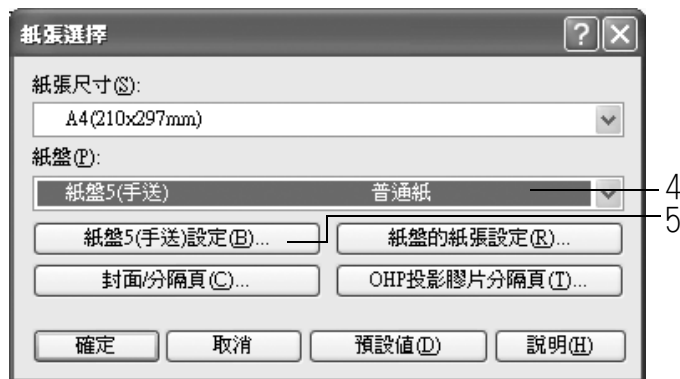 紙張選擇
紙張尺寸(S):
A4(210x297mm)
紙盤(P):
紙盤5(手送) 普通紙 4
紙盤5(手送)設定(B)... 紙盤的紙張設定(R)... 5
封面/分隔頁(C)... OHP投影膠片分隔頁(T)...
確定 取消 預設值(D) 說明(H)